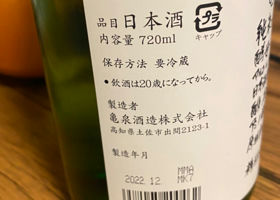 品目 日本酒
内容量 720ml
プラ
キャップ
保存方法 要冷蔵
●飲酒は20歳になってから。
製造者
亀泉酒造株式会社
高知県土佐市出間2123-1
製造年月
2022.12.
MMA
MK7